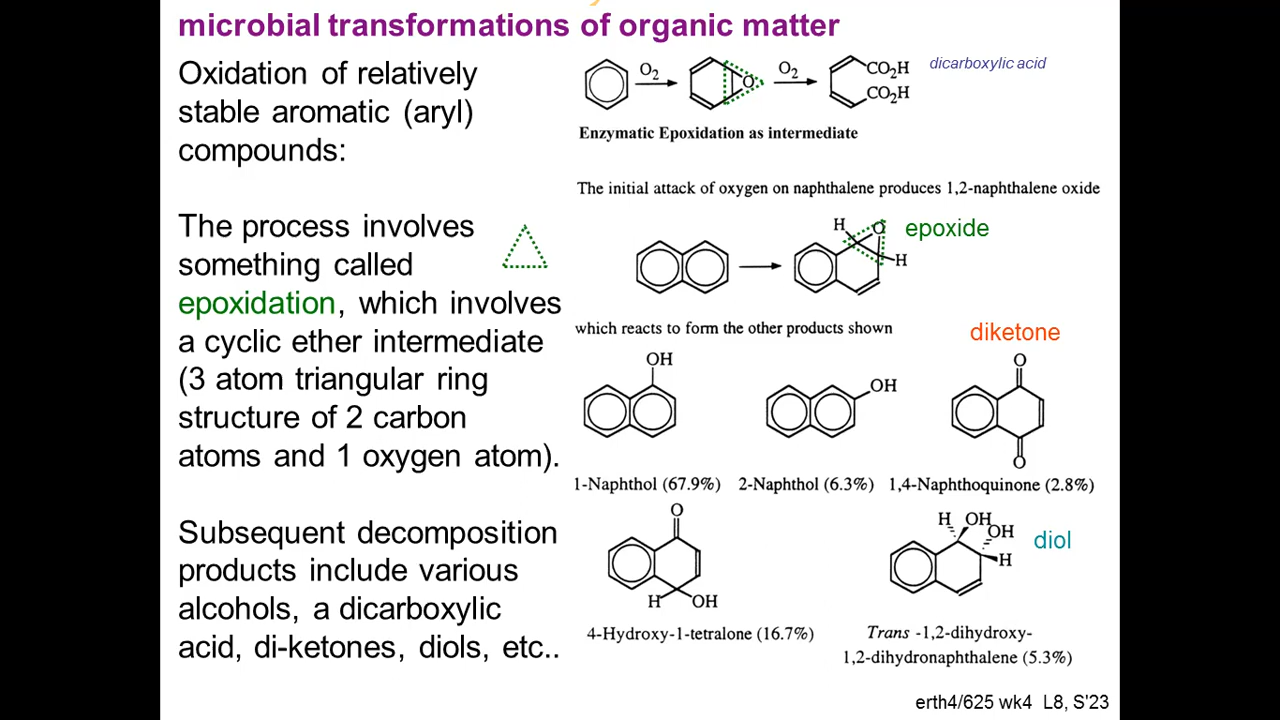 microbial transformations of organic matter
Oxidation of relatively
stable aromatic (aryl)
compounds:
The process involves
something called
epoxidation, which involves
a cyclic ether intermediate
(3 atom triangular ring
structure of 2 carbon
atoms and 1 oxygen atom).
Subsequent decomposition
products include various
alcohols, a dicarboxylic
acid, di-ketones, diols, etc..
O₂
O
O₂
CO₂H
CO₂H
dicarboxylic acid
Enzymatic Epoxidation as intermediate
The initial attack of oxygen on naphthalene produces 1,2-naphthalene oxide
H
O
epoxide
H
which reacts to form the other products shown
diketone
OH
OH
O
O
1-Naphthol (67.9%)
2-Naphthol (6.3%)
1,4-Naphthoquinone (2.8%)
O
H
OH
4-Hydroxy-1-tetralone (16.7%)
H
OH
OH
H
diol
Trans -1,2-dihydroxy-
1,2-dihydronaphthalene (5.3%)
erth4/625 wk4 L8, S'23